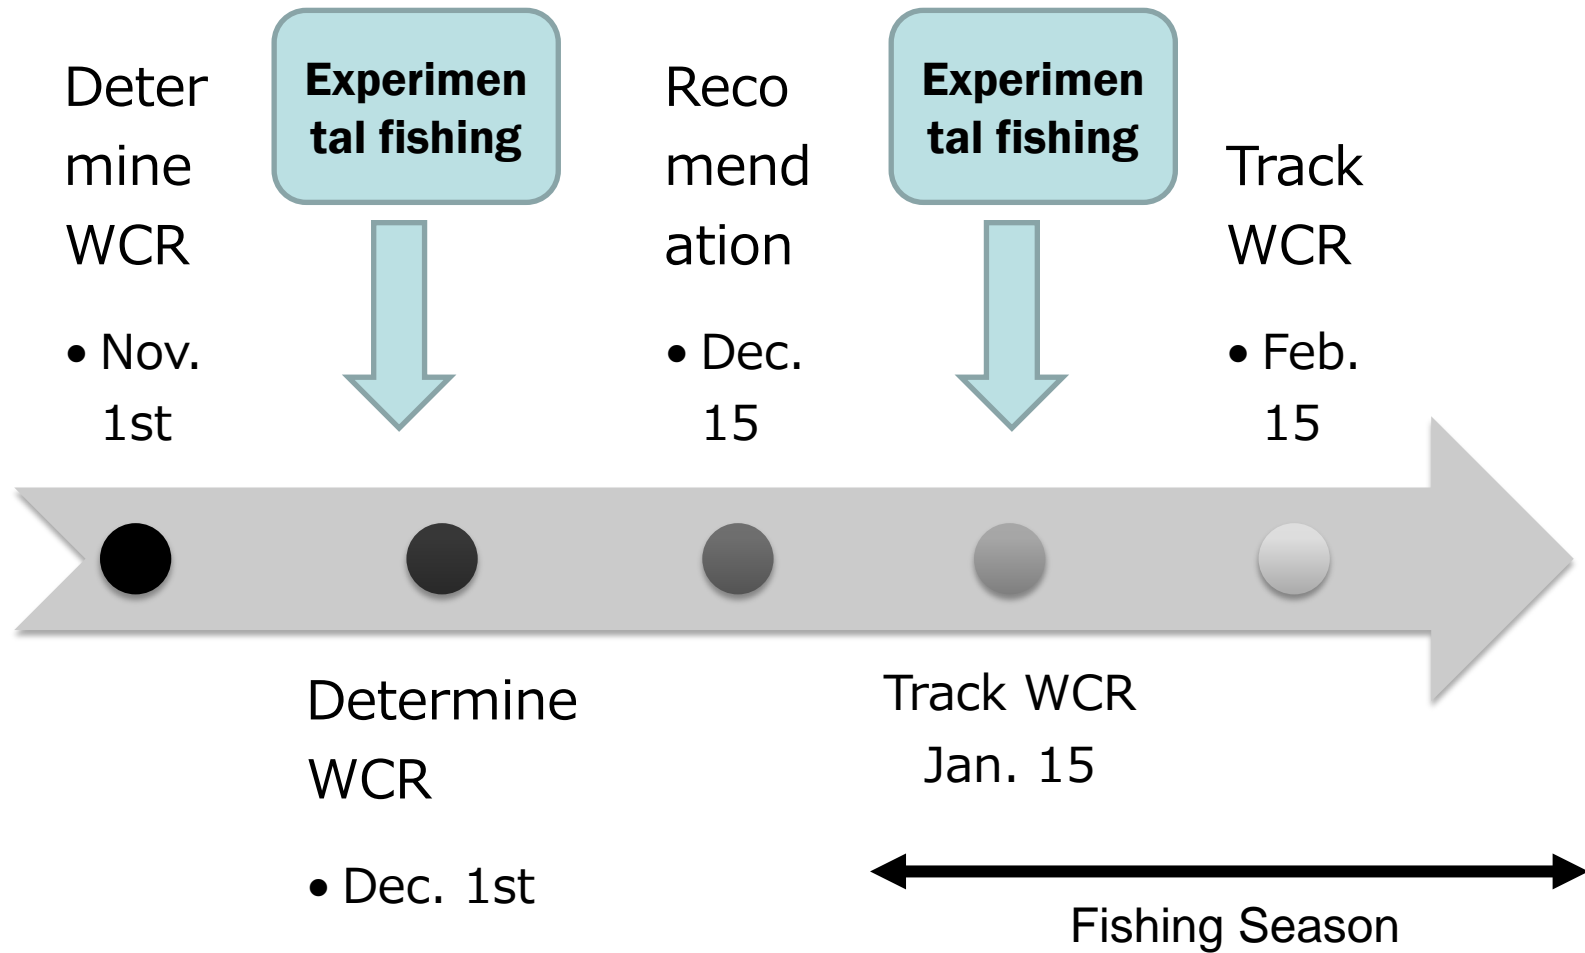 Deter
mine
WCR
• Nov.
1st
Experimen
tal fishing
Reco
mend
ation
• Dec.
15
Experimen
tal fishing
Track
WCR
• Feb.
15
Determine
WCR
• Dec. 1st
Track WCR
Jan. 15
Fishing Season